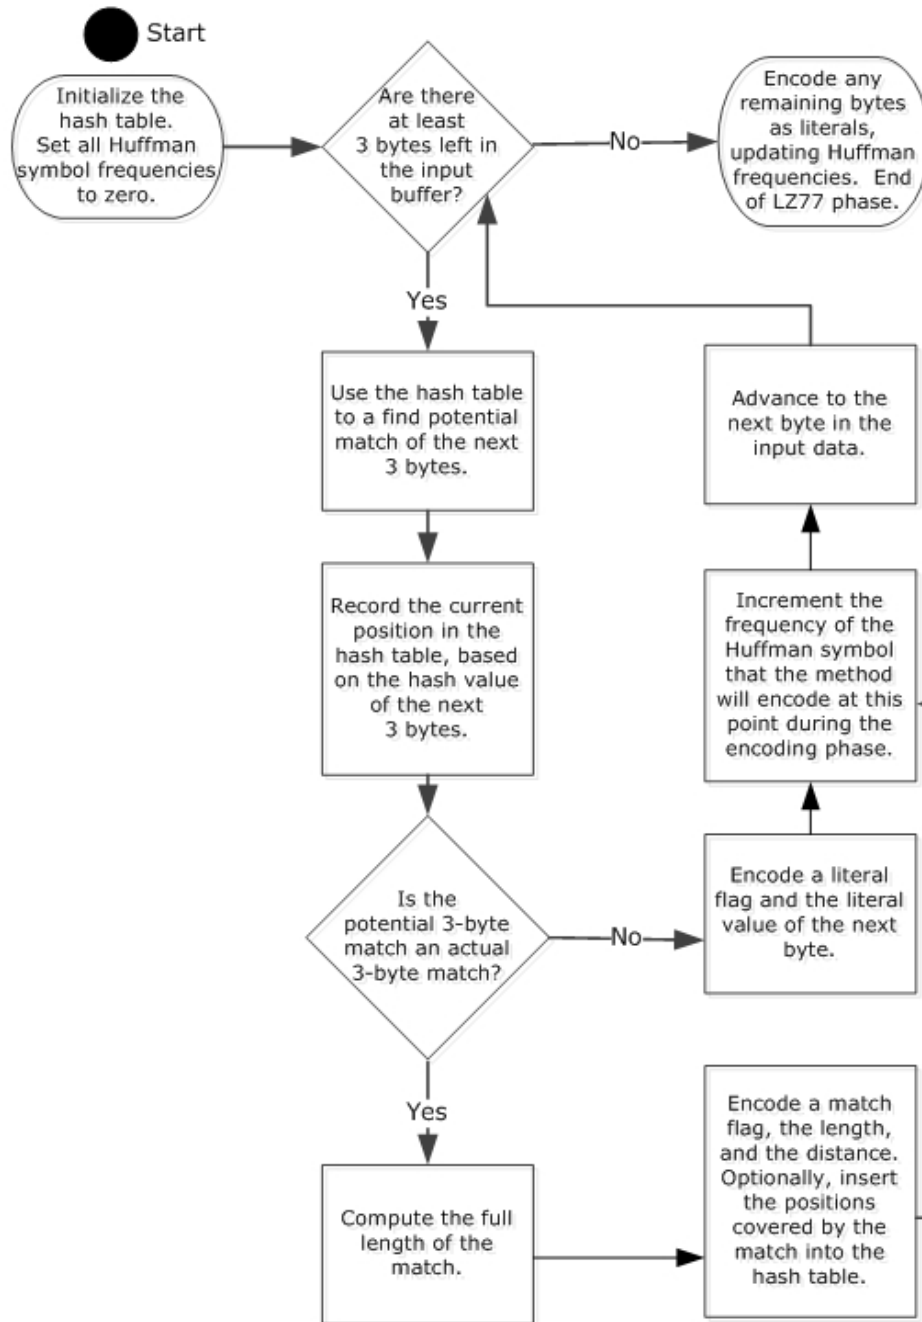 Start
Initialize the
hash table.
Set all Huffman
symbol frequencies
to zero.
Are there
at least
3 bytes left in
the input
buffer?
No
Encode any
remaining bytes
as literals,
updating Huffman
frequencies.  End
of LZ77 phase.
Yes
Use the hash table
to a find potential
match of the next
3 bytes.
Advance to the
next byte in the
input data.
Record the current
position in the
hash table, based
on the hash value
of the next
3 bytes.
Increment the
frequency of the
Huffman symbol
that the method
will encode at this
point during the
encoding phase.
Is the
potential 3-byte
match an actual
3-byte match?
No
Encode a literal
flag and the literal
value of the next
byte.
Yes
Compute the full
length of the
match.
Encode a match
flag, the length,
and the distance.
Optionally, insert
the positions
covered by the
match into the
hash table.